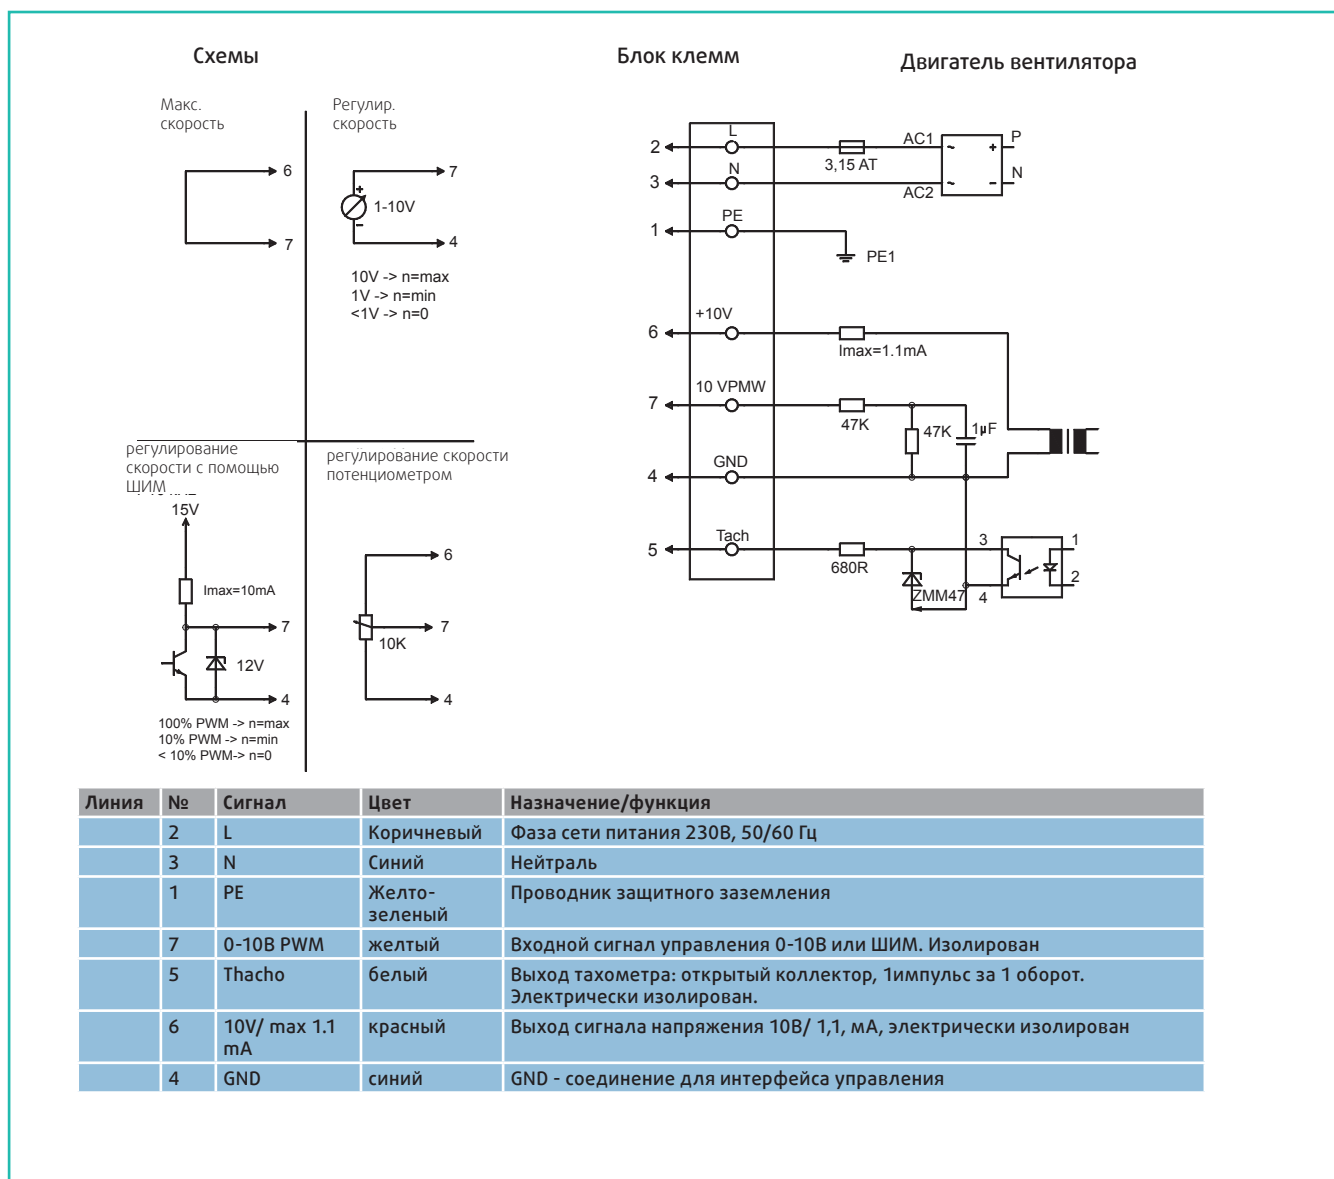 Схемы
Блок клемм
Двигатель вентилятора
Макс.
скорость
6
7
Регулир.
скорость
7
+
1-10V
–
4
10V -> n=max
1V -> n=min
<1V -> n=0
регулирование
скорости с помощью
ШИМ
15V
Imax=10mA
7
12V
4
100% PWM -> n=max
10% PWM -> n=min
< 10% PWM-> n=0
регулирование скорости
потенциометром
6
7
10K
4
2
L
3,15 AT
AC1
~
+
P
3
N
AC2
~
–
N
1
PE
PE1
6
+10V
Imax=1.1mA
7
10 VPMW
47K
47K
1µF
4
GND
5
Tach
680R
ZMM47
3
4
1
2
Линия № Сигнал Цвет Назначение/функция
2 L Коричневый Фаза сети питания 230В, 50/60 Гц
3 N Синий Нейтраль
1 PE Желто- Проводник защитного заземления
зеленый
7 0-10В PWM желтый Входной сигнал управления 0-10В или ШИМ. Изолирован
5 Thacho белый Выход тахометра: открытый коллектор, 1импульс за 1 оборот.
Электрически изолирован.
6 10V/ max 1.1 красный Выход сигнала напряжения 10В/ 1,1, мА, электрически изолирован
mA
4 GND синий GND - соединение для интерфейса управления